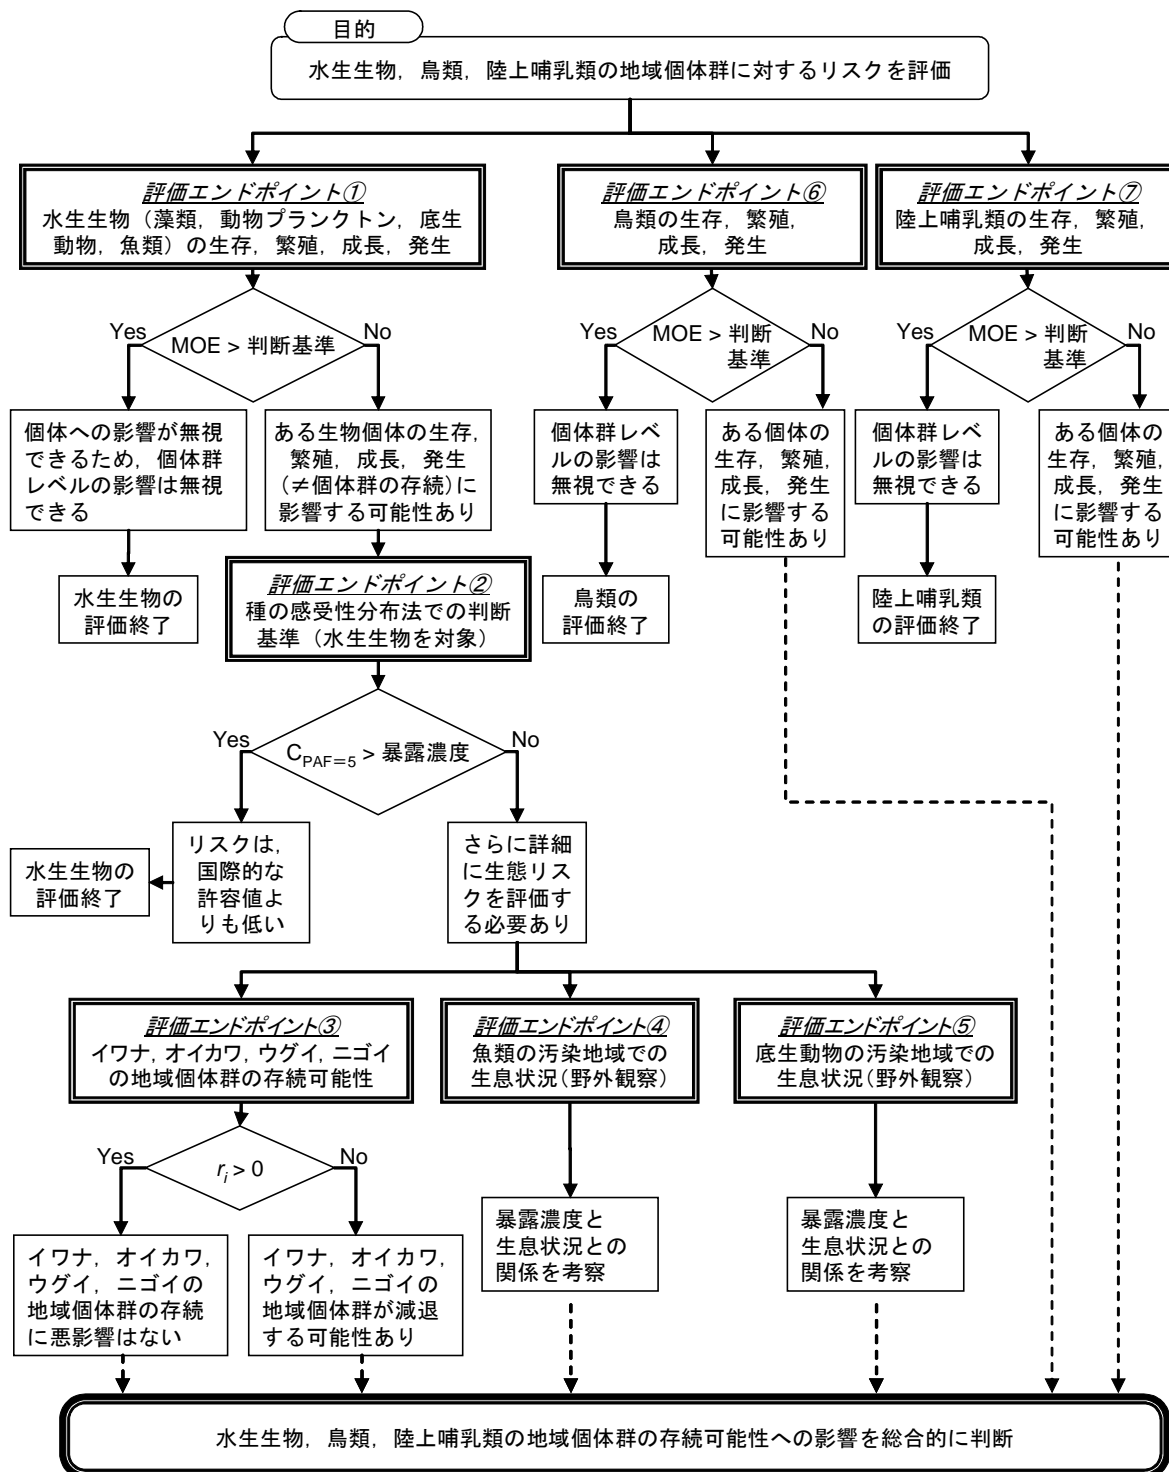 目的
水生生物，鳥類，陸上哺乳類の地域個体群に対するリスクを評価
評価エンドポイント①
水生生物（藻類，動物プランクトン，底生
動物，魚類）の生存，繁殖，成長，発生
評価エンドポイント⑥
鳥類の生存，繁殖，
成長，発生
評価エンドポイント⑦
陸上哺乳類の生存，繁殖，
成長，発生
Yes
MOE > 判断基準
No
Yes
MOE > 判断
基準
No
Yes
MOE > 判断
基準
No
個体への影響が無視
できるため，個体群
レベルの影響は無視
できる
ある生物個体の生存，
繁殖，成長，発生
（≠個体群の存続）に
影響する可能性あり
個体群レベ
ルの影響は
無視できる
ある個体の
生存，繁殖，
成長，発生
に影響する
可能性あり
個体群レベ
ルの影響は
無視できる
ある個体の
生存，繁殖，
成長，発生
に影響する
可能性あり
水生生物の
評価終了
評価エンドポイント②
種の感受性分布法での判断
基準（水生生物を対象）
鳥類の
評価終了
陸上哺乳類
の評価終了
Yes
C_PAF＝5 > 暴露濃度
No
水生生物の
評価終了
リスクは，
国際的な
許容値よ
りも低い
さらに詳細
に生態リス
クを評価す
る必要あり
評価エンドポイント③
イワナ，オイカワ，ウグイ，ニゴイ
の地域個体群の存続可能性
評価エンドポイント④
魚類の汚染地域での
生息状況（野外観察）
評価エンドポイント⑤
底生動物の汚染地域での
生息状況（野外観察）
Yes
r_i > 0
No
イワナ，オイカワ，
ウグイ，ニゴイの
地域個体群の存続
に悪影響はない
イワナ，オイカワ，
ウグイ，ニゴイの
地域個体群が減退
する可能性あり
暴露濃度と
生息状況との
関係を考察
暴露濃度と
生息状況との
関係を考察
水生生物，鳥類，陸上哺乳類の地域個体群の存続可能性への影響を総合的に判断